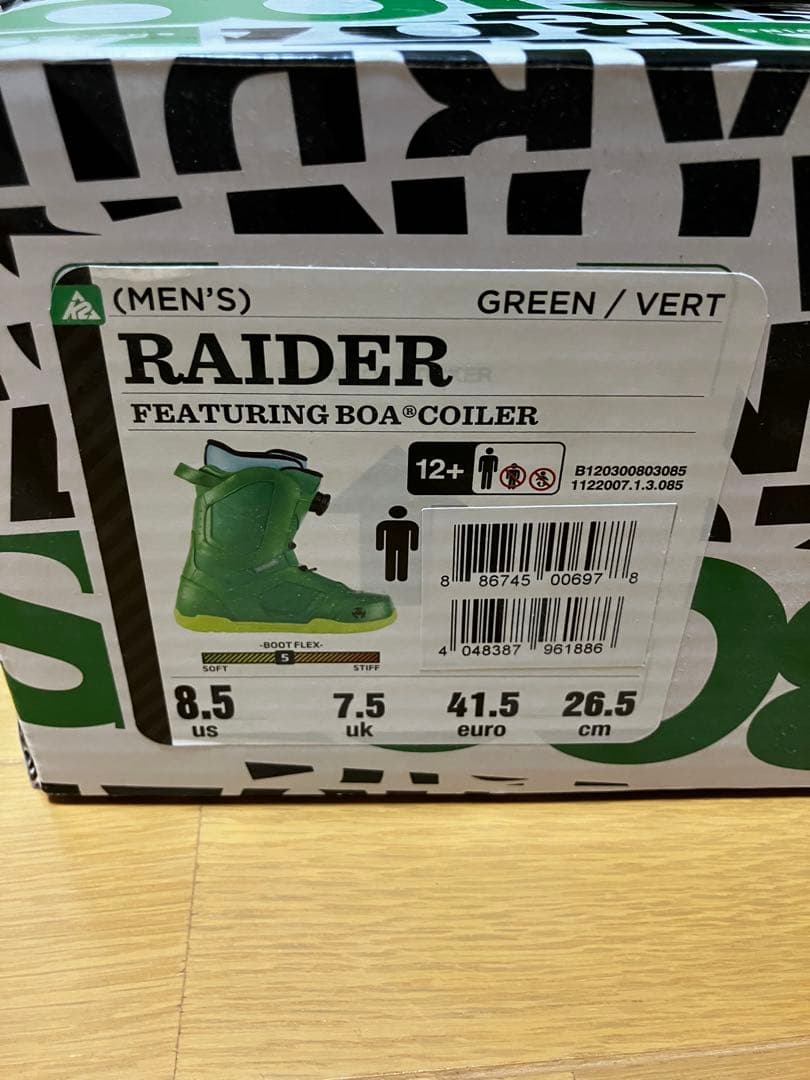 K2
(MEN'S)
GREEN / VERT
RAIDER
FEATURING BOA®COILER
12+
B120300803085
1122007.1.3.085
8 86745 00697 8
4 048387 961886
-BOOT FLEX-
5
SOFT
STIFF
8.5
us
7.5
uk
41.5
euro
26.5
cm